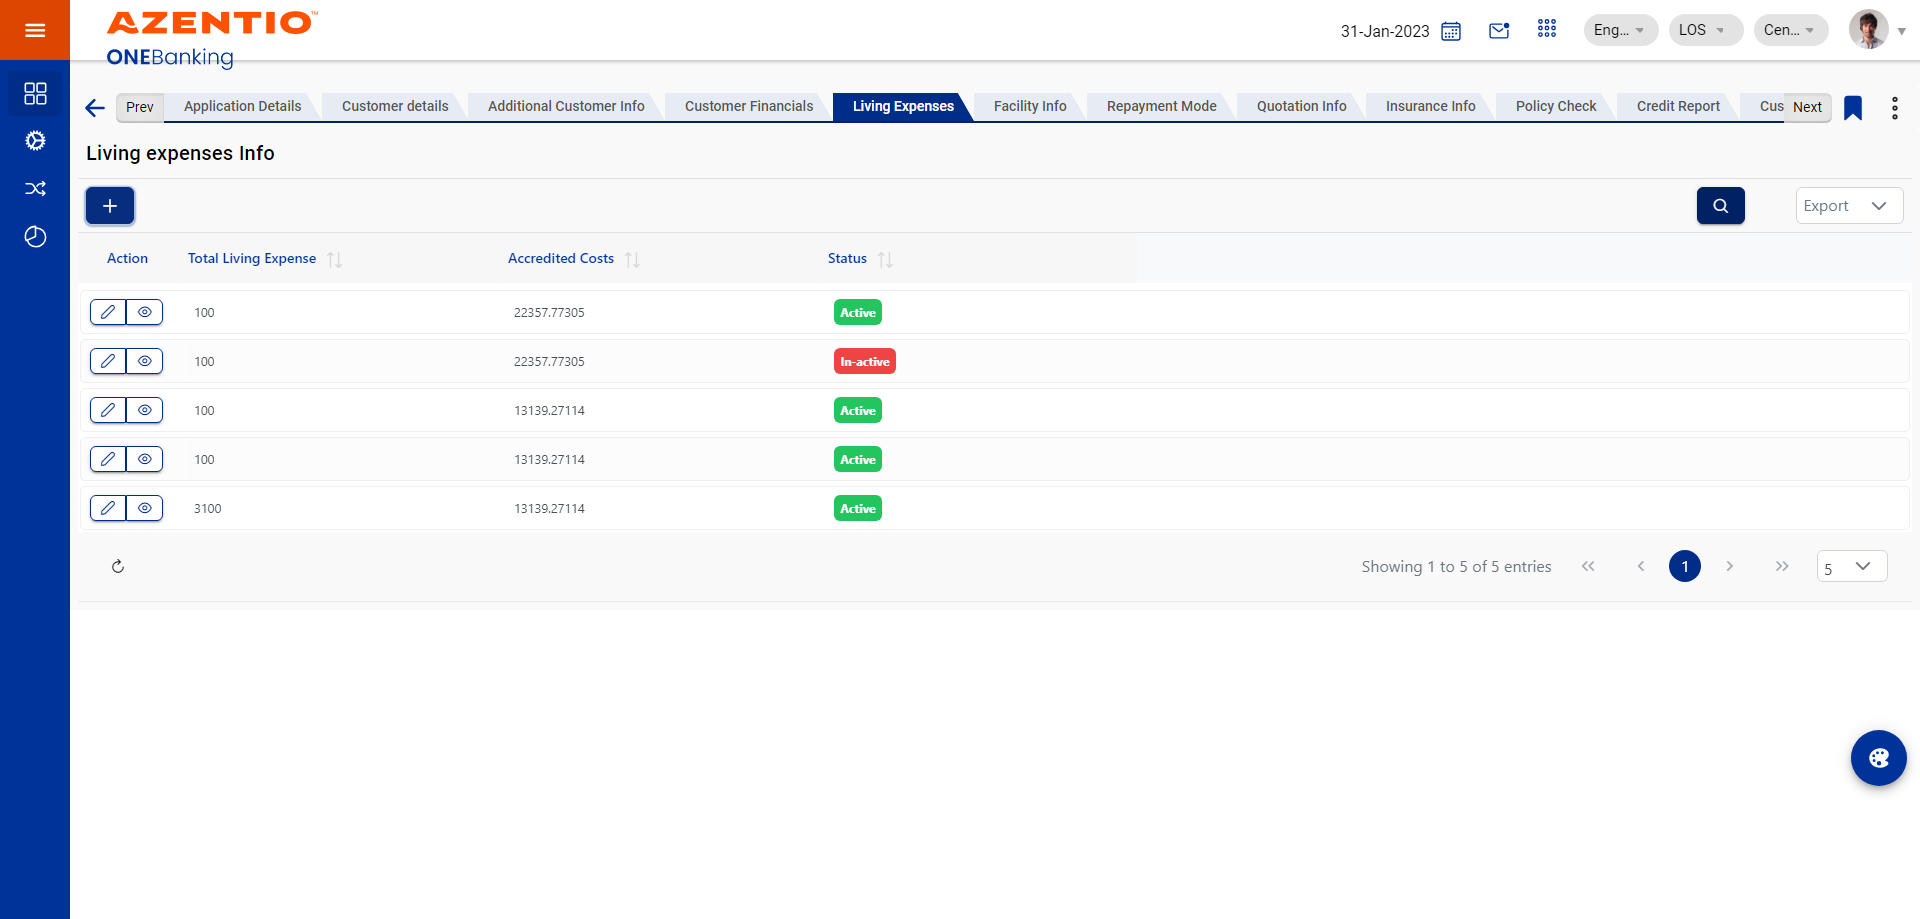 AZENTIO™
ONEBanking
31-Jan-2023
Eng...
LOS
Cen...
Prev
Application Details
Customer details
Additional Customer Info
Customer Financials
Living Expenses
Facility Info
Repayment Mode
Quotation Info
Insurance Info
Policy Check
Credit Report
Cus
Next
Living expenses Info
Export
Action Total Living Expense Accredited Costs Status
100 22357.77305 Active
100 22357.77305 In-active
100 13139.27114 Active
100 13139.27114 Active
3100 13139.27114 Active
Showing 1 to 5 of 5 entries
1
5